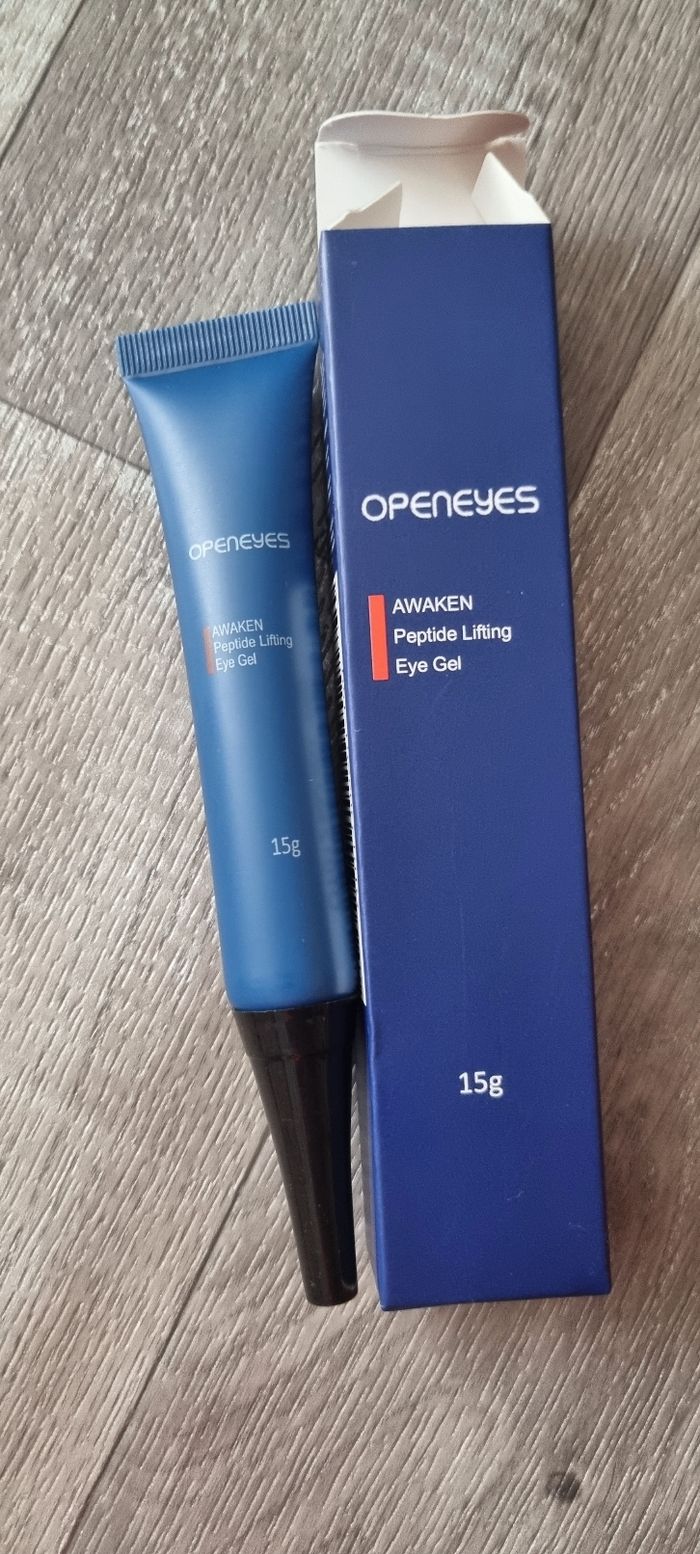 OPENEYES
AWAKEN
Peptide Lifting
Eye Gel
15g
OPENEYES
AWAKEN
Peptide Lifting
Eye Gel
15g